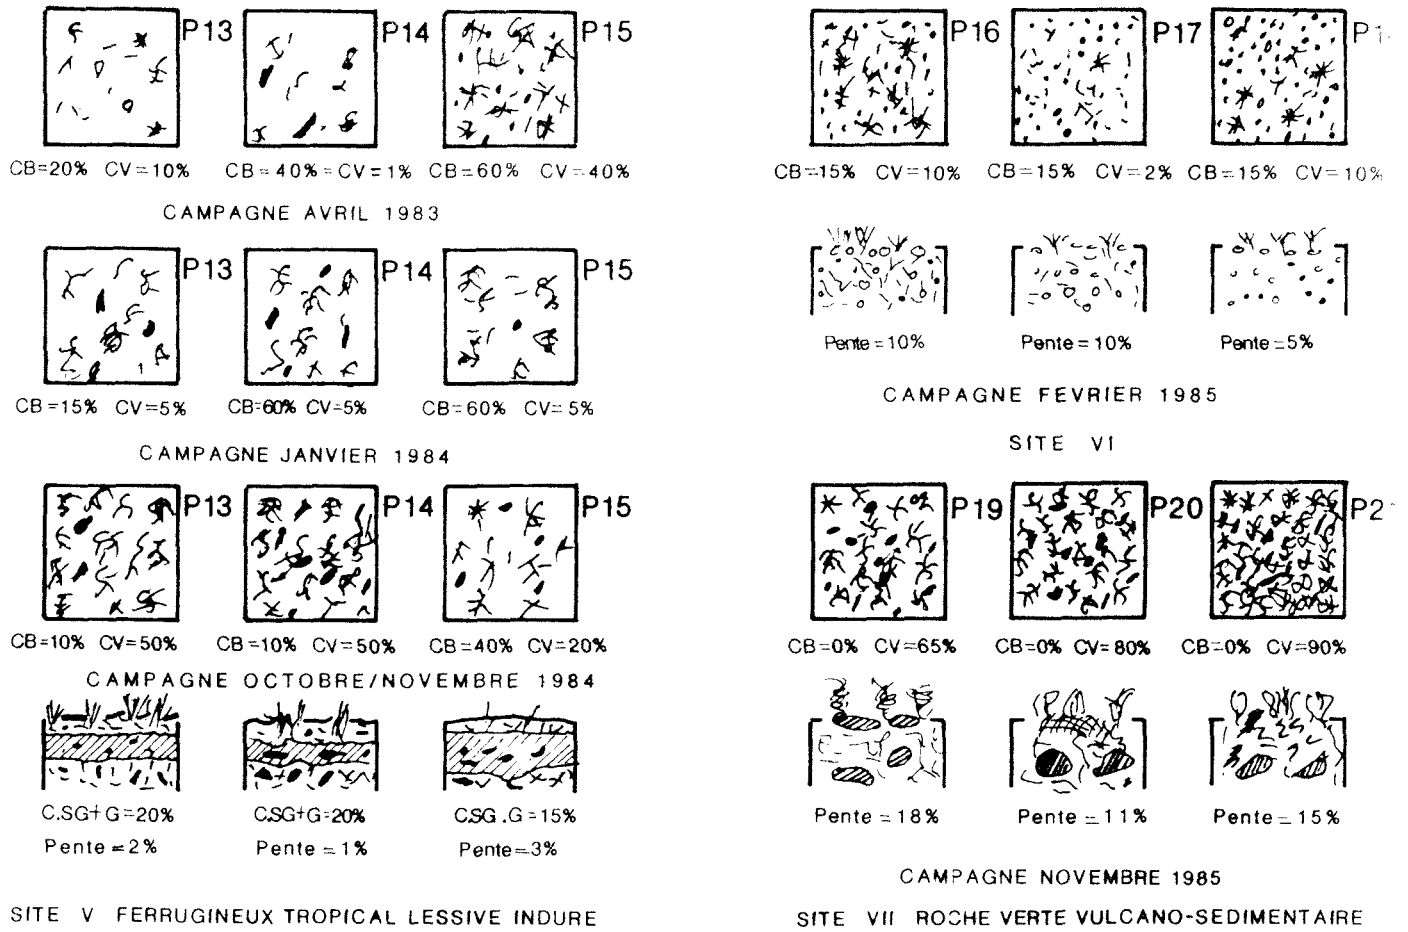 P13 P14 P15
CB=20% CV=10% CB=40%=CV=1% CB=60% CV=40%
CAMPAGNE AVRIL 1983
P13 P14 P15
CB=15% CV=5% CB=60% CV=5% CB=60% CV=5%
CAMPAGNE JANVIER 1984
P13 P14 P15
CB=10% CV=50% CB=10% CV=50% CB=40% CV=20%
CAMPAGNE OCTOBRE/NOVEMBRE 1984
C.SG+G=20% C.SG+G=20% C.SG.G=15%
Pente=2% Pente=1% Pente=3%
SITE V FERRUGINEUX TROPICAL LESSIVE INDURE
P16 P17
CB=15% CV=10% CB=15% CV=2% CB=15% CV=10%
Pente=10% Pente=10% Pente=5%
CAMPAGNE FEVRIER 1985
SITE VI
P19 P20
CB=0% CV=65% CB=0% CV=80% CB=0% CV=90%
Pente=18% Pente=11% Pente=15%
CAMPAGNE NOVEMBRE 1985
SITE VII ROCHE VERTE VULCANO-SEDIMENTAIRE